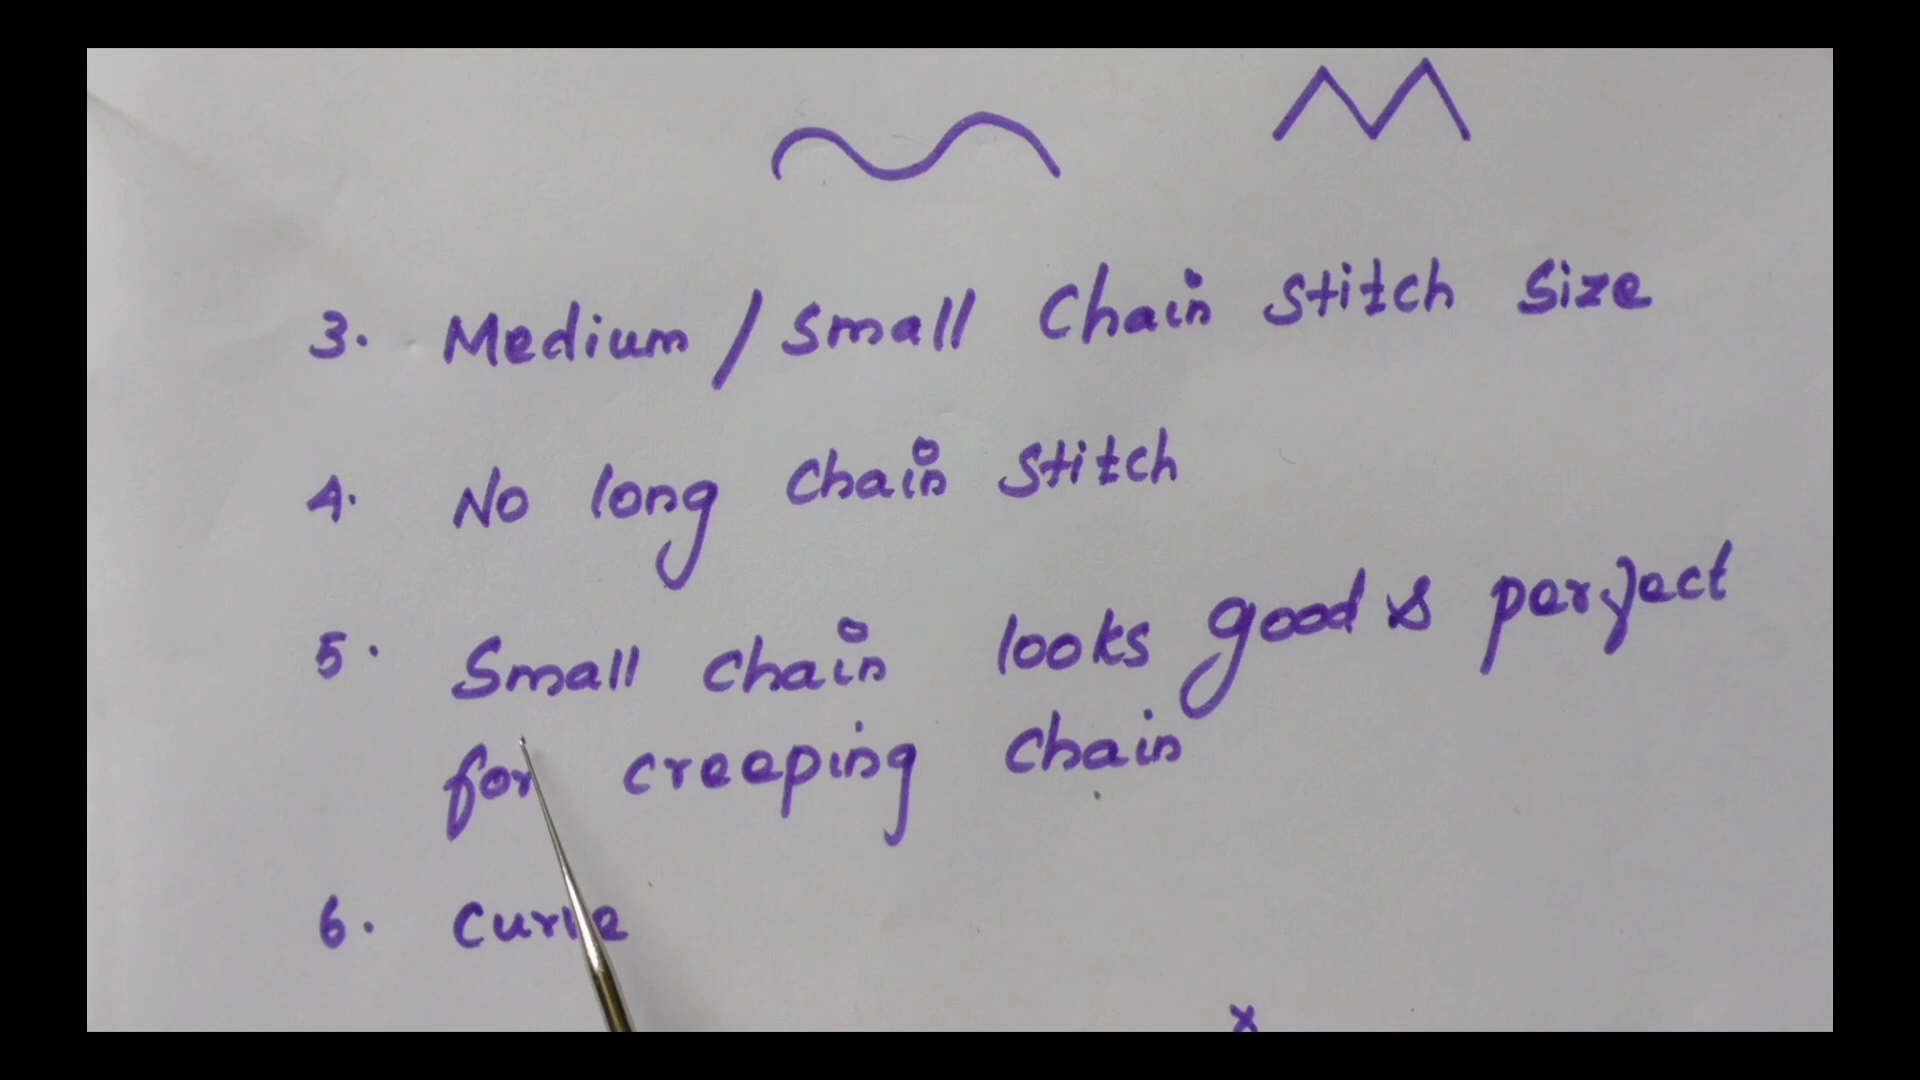 3. Medium / Small Chain Stitch Size
4. No long Chain Stitch
5. Small chain looks good & perfect
for creeping chain
6. Curve
x